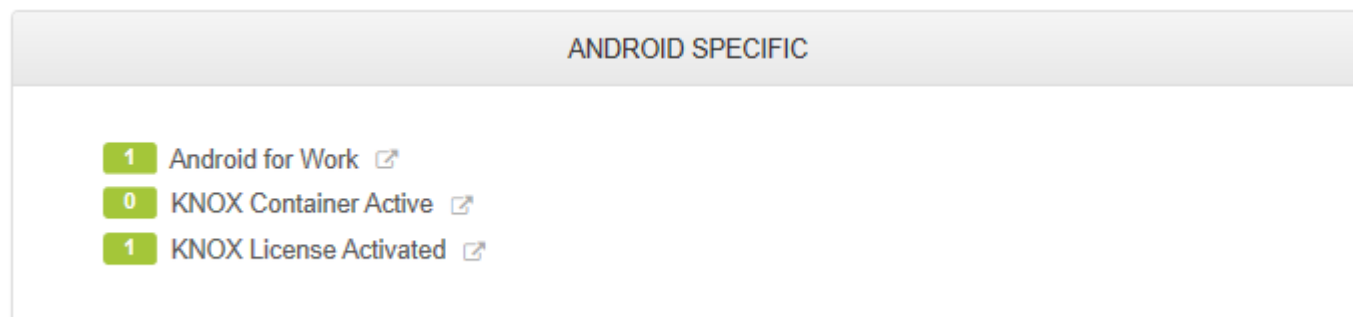 ANDROID SPECIFIC
1 Android for Work
0 KNOX Container Active
1 KNOX License Activated